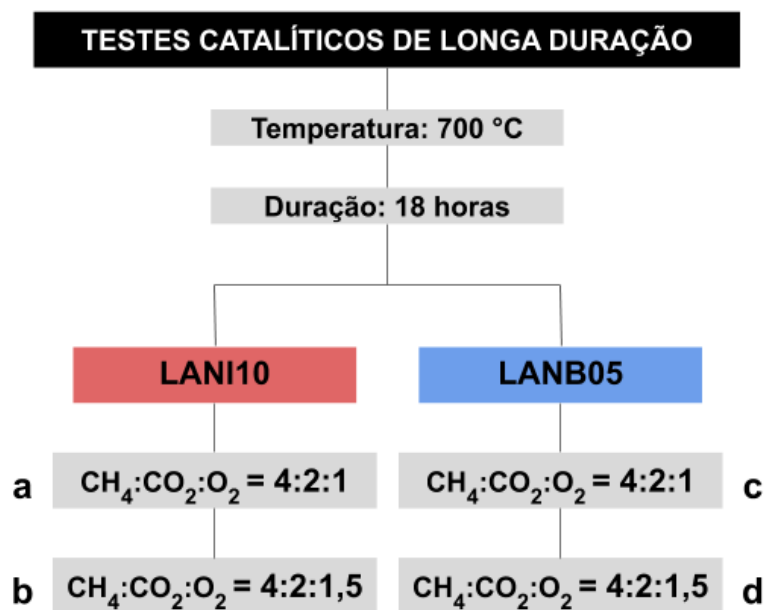 TESTES CATALÍTICOS DE LONGA DURAÇÃO
Temperatura: 700 °C
Duração: 18 horas
LANI10 LANB05
a CH₄:CO₂:O₂ = 4:2:1 CH₄:CO₂:O₂ = 4:2:1 c
b CH₄:CO₂:O₂ = 4:2:1,5 CH₄:CO₂:O₂ = 4:2:1,5 d